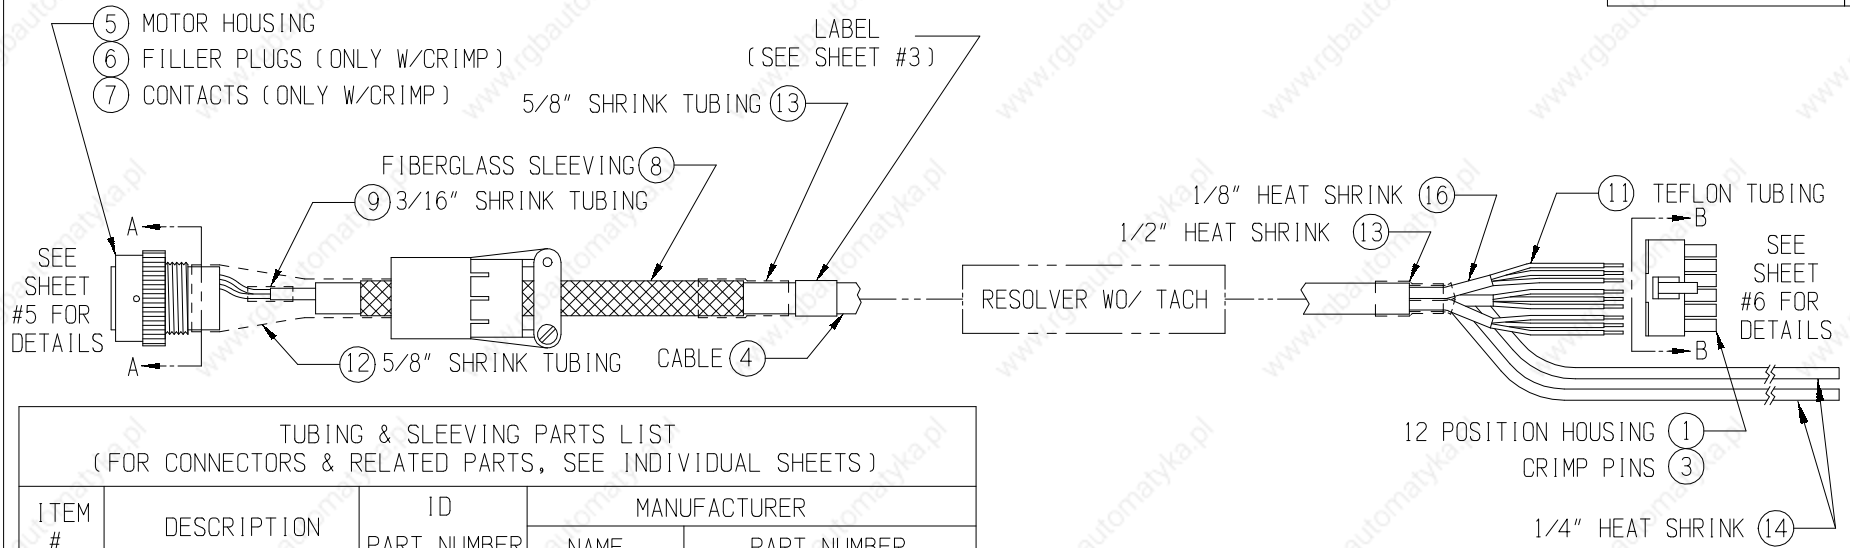 5 MOTOR HOUSING
6 FILLER PLUGS (ONLY W/CRIMP)
7 CONTACTS (ONLY W/CRIMP)
LABEL
(SEE SHEET #3)
5/8" SHRINK TUBING 13
FIBERGLASS SLEEVING 8
9 3/16" SHRINK TUBING
A
SEE
SHEET
#5 FOR
DETAILS
A
12 5/8" SHRINK TUBING
CABLE 4
RESOLVER WO/ TACH
1/8" HEAT SHRINK 16
1/2" HEAT SHRINK 13
11 TEFLON TUBING
B
SEE
SHEET
#6 FOR
DETAILS
B
12 POSITION HOUSING 1
CRIMP PINS 3
1/4" HEAT SHRINK 14
TUBING & SLEEVING PARTS LIST
(FOR CONNECTORS & RELATED PARTS, SEE INDIVIDUAL SHEETS)
ITEM
#
DESCRIPTION
ID
PART NUMBER
MANUFACTURER
NAME
PART NUMBER
www.rgbautomatyka.pl